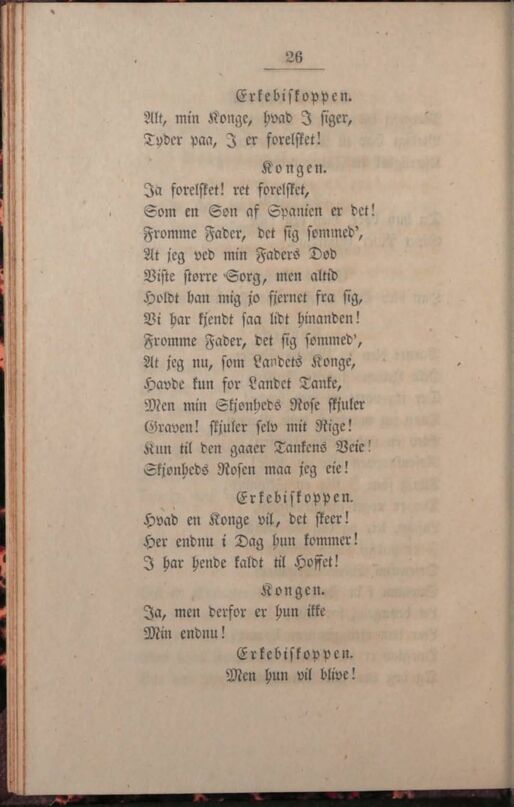 26
Erkebiskoppen.
Alt, min Konge, hvad I siger,
Tyder paa, I er forelsket!
Kongen.
Ja forelsket! ret forelsket,
Som en Søn af Spanien er det!
Fromme Fader, det sig sømmed',
At jeg ved min Faders Død
Viste større Sorg, men altid
Holdt han mig jo fjernet fra sig,
Vi har kjendt saa lidt hinanden!
Fromme Fader, det sig sømmed',
At jeg nu, som Landets Konge,
Havde kun for Landet Tanke,
Men min Skjønheds Rose skjuler
Graven! skjuler selv mit Rige!
Kun til den gaaer Tankens Veie!
Skjønheds Rosen maa jeg eie!
Erkebiskoppen.
Hvad en Konge vil, det skeer!
Her endnu i Dag hun kommer!
I har hende kaldt til Hoffet!
Kongen.
Ja, men derfor er hun ikke
Min endnu!
Erkebiskoppen.
Men hun vil blive!